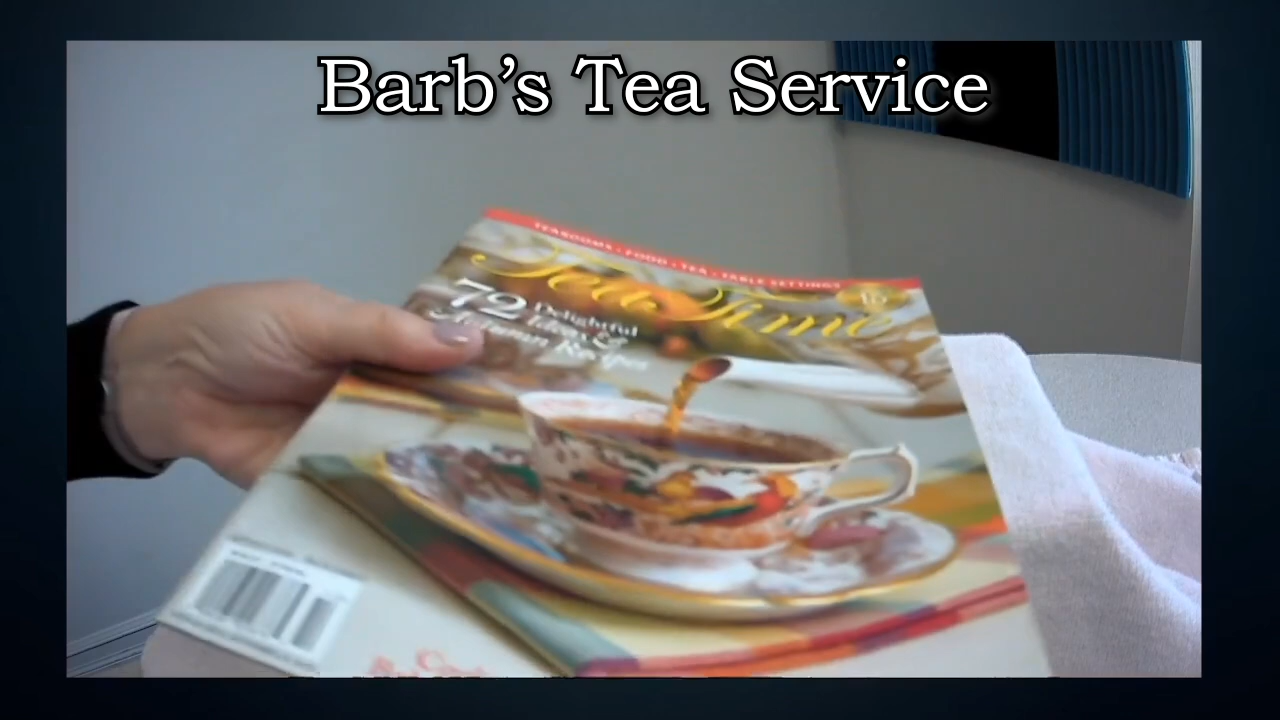 Barb's Tea Service
TEAROOMS • FOOD • TEA • TABLE SETTINGS
Tea Time
72 Delightful
Ideas &
Autumn Recipes